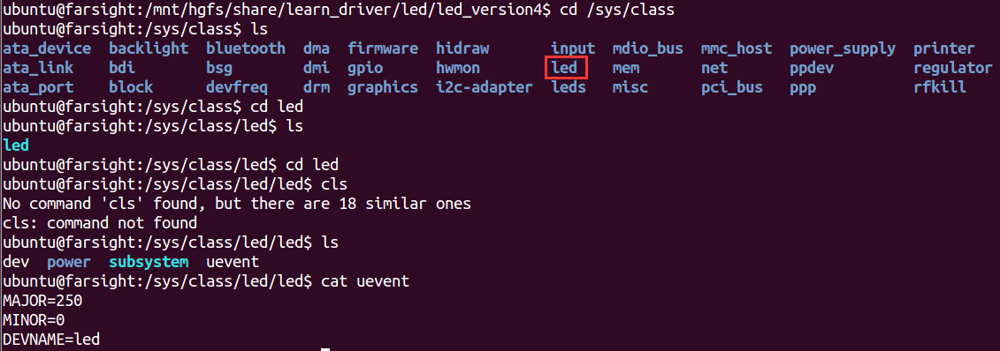 ubuntu@farsight:/mnt/hgfs/share/learn_driver/led/led_version4$ cd /sys/class
ubuntu@farsight:/sys/class$ ls
ata_device  backlight  bluetooth  dma  firmware  hidraw       input  mdio_bus  mmc_host  power_supply  printer
ata_link    bdi        bsg        dmi  gpio      hwmon        led    mem       net       ppdev         regulator
ata_port    block      devfreq    drm  graphics  i2c-adapter  leds   misc      pci_bus   ppp           rfkill
ubuntu@farsight:/sys/class$ cd led
ubuntu@farsight:/sys/class/led$ ls
led
ubuntu@farsight:/sys/class/led$ cd led
ubuntu@farsight:/sys/class/led/led$ cls
No command 'cls' found, but there are 18 similar ones
cls: command not found
ubuntu@farsight:/sys/class/led/led$ ls
dev  power  subsystem  uevent
ubuntu@farsight:/sys/class/led/led$ cat uevent
MAJOR=250
MINOR=0
DEVNAME=led